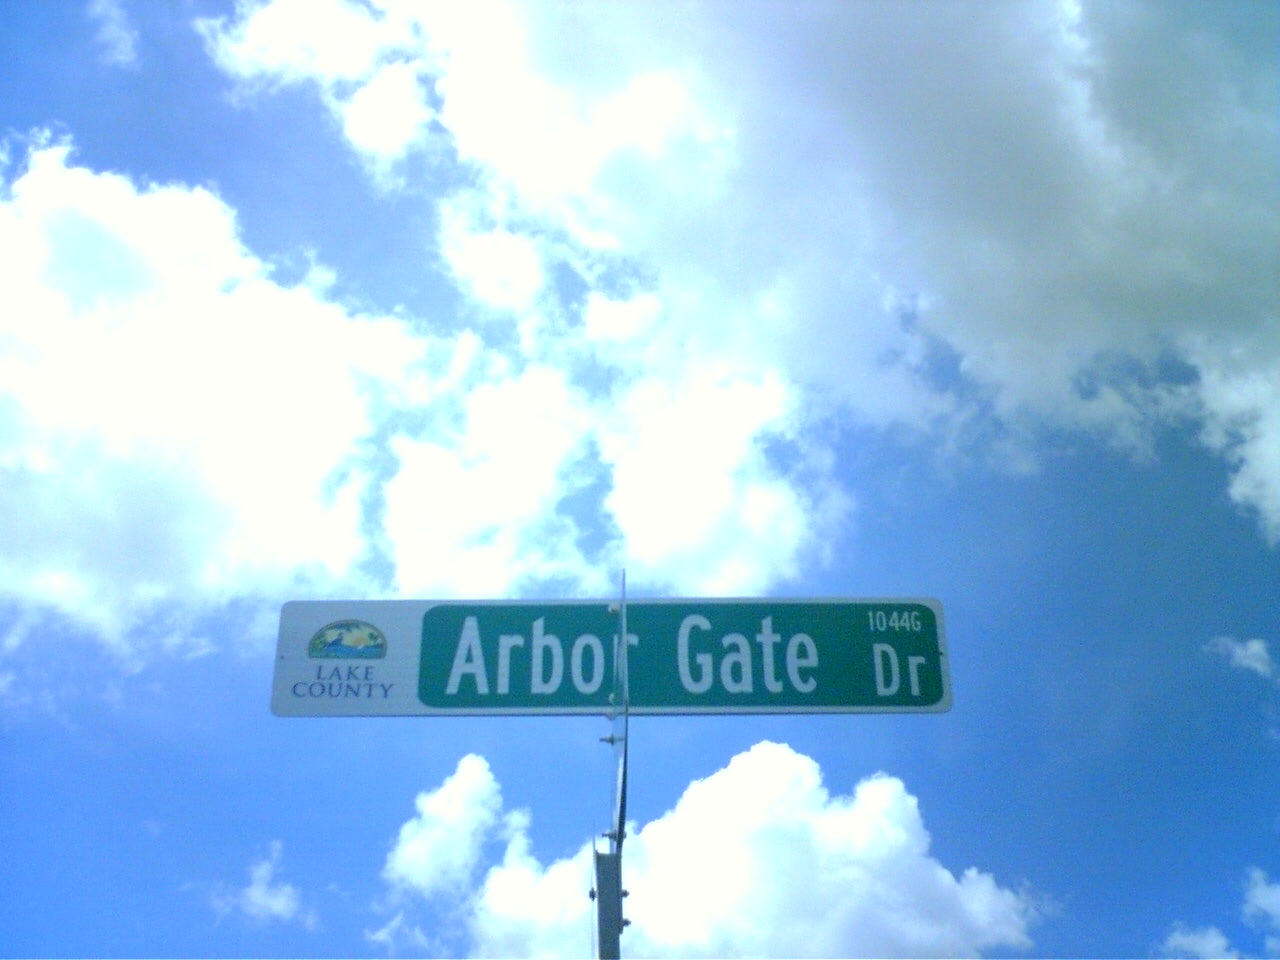 LAKE
COUNTY
Arbor Gate
1044G
Dr